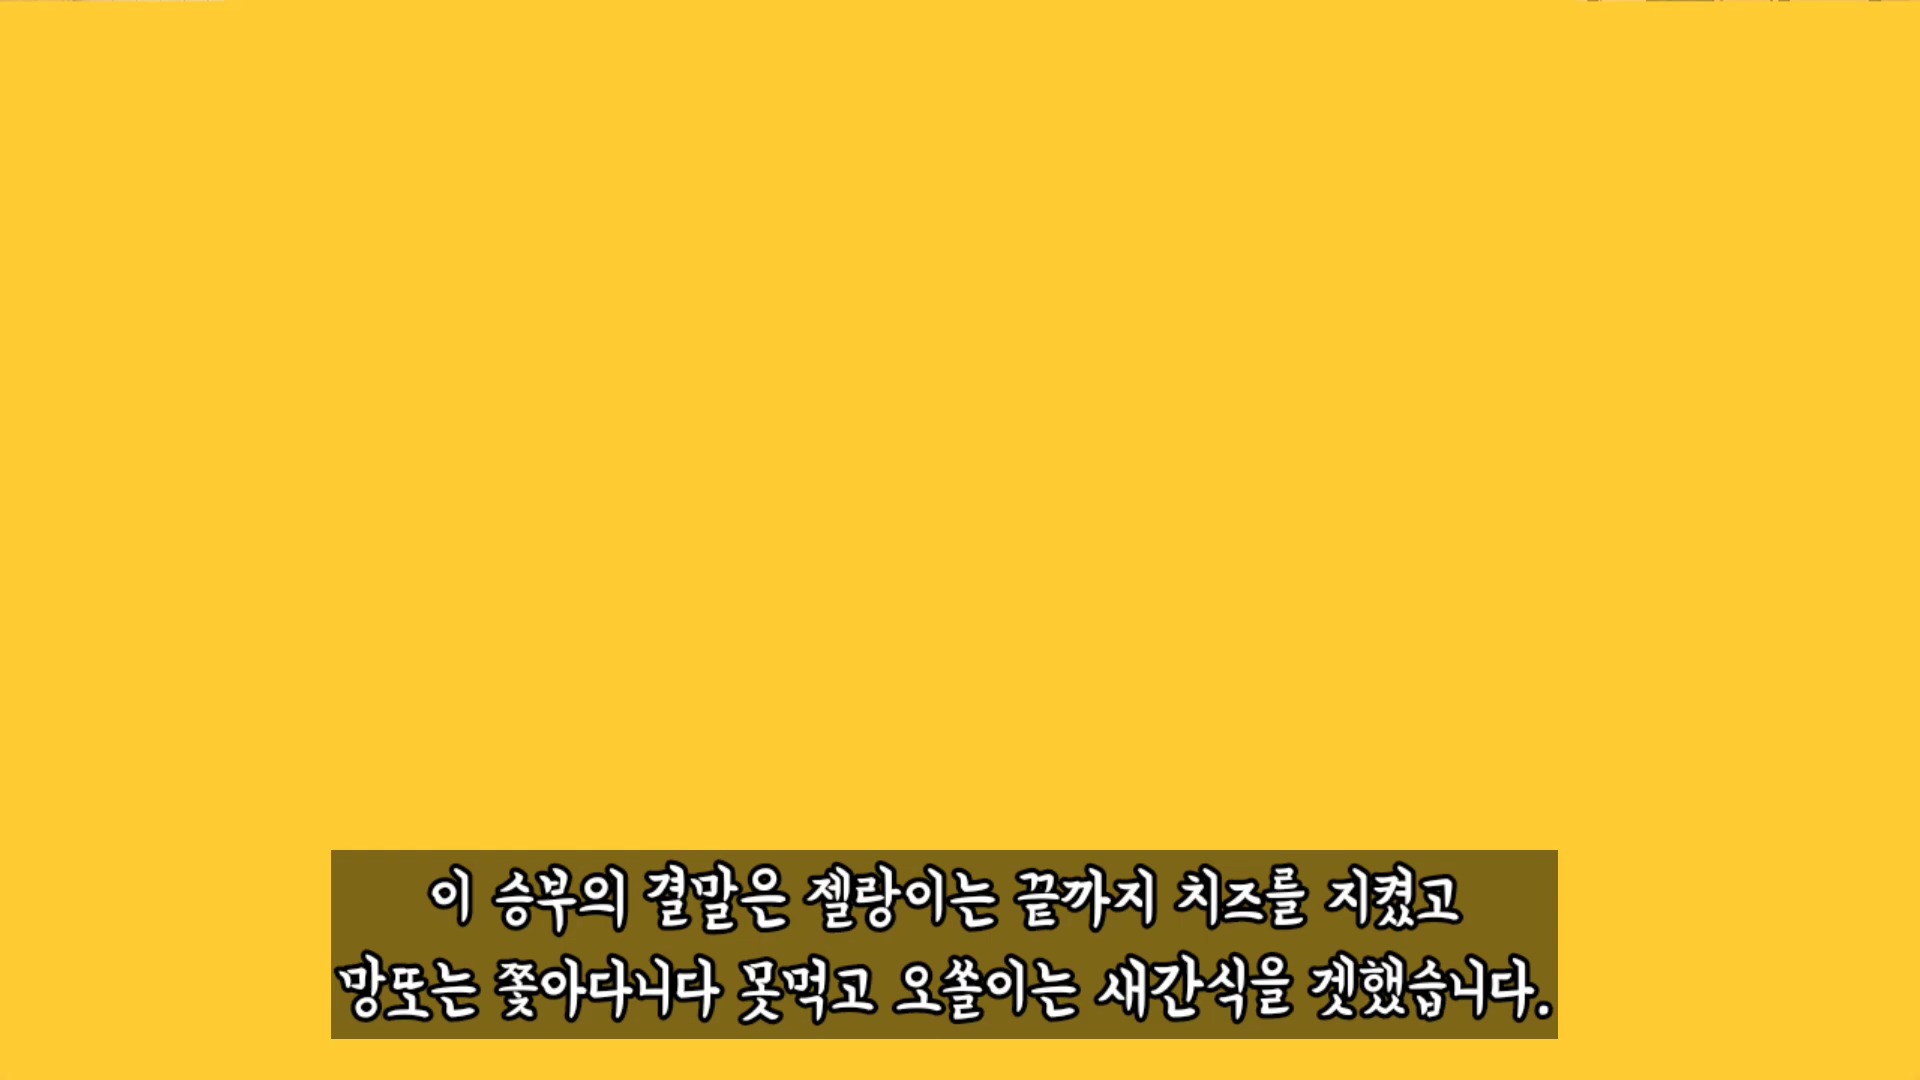 이 승부의 결말은 젤랑이는 끝까지 치즈를 지켰고
망또는 쫓아다니다 못먹고 오쏠이는 새간식을 겟했습니다.